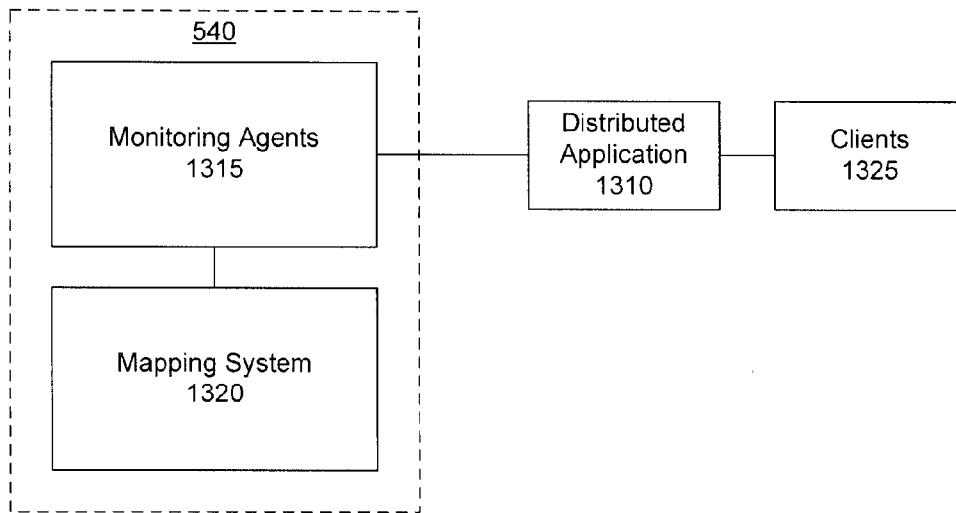 540
Monitoring Agents
1315
Distributed
Application
1310
Clients
1325
Mapping System
1320